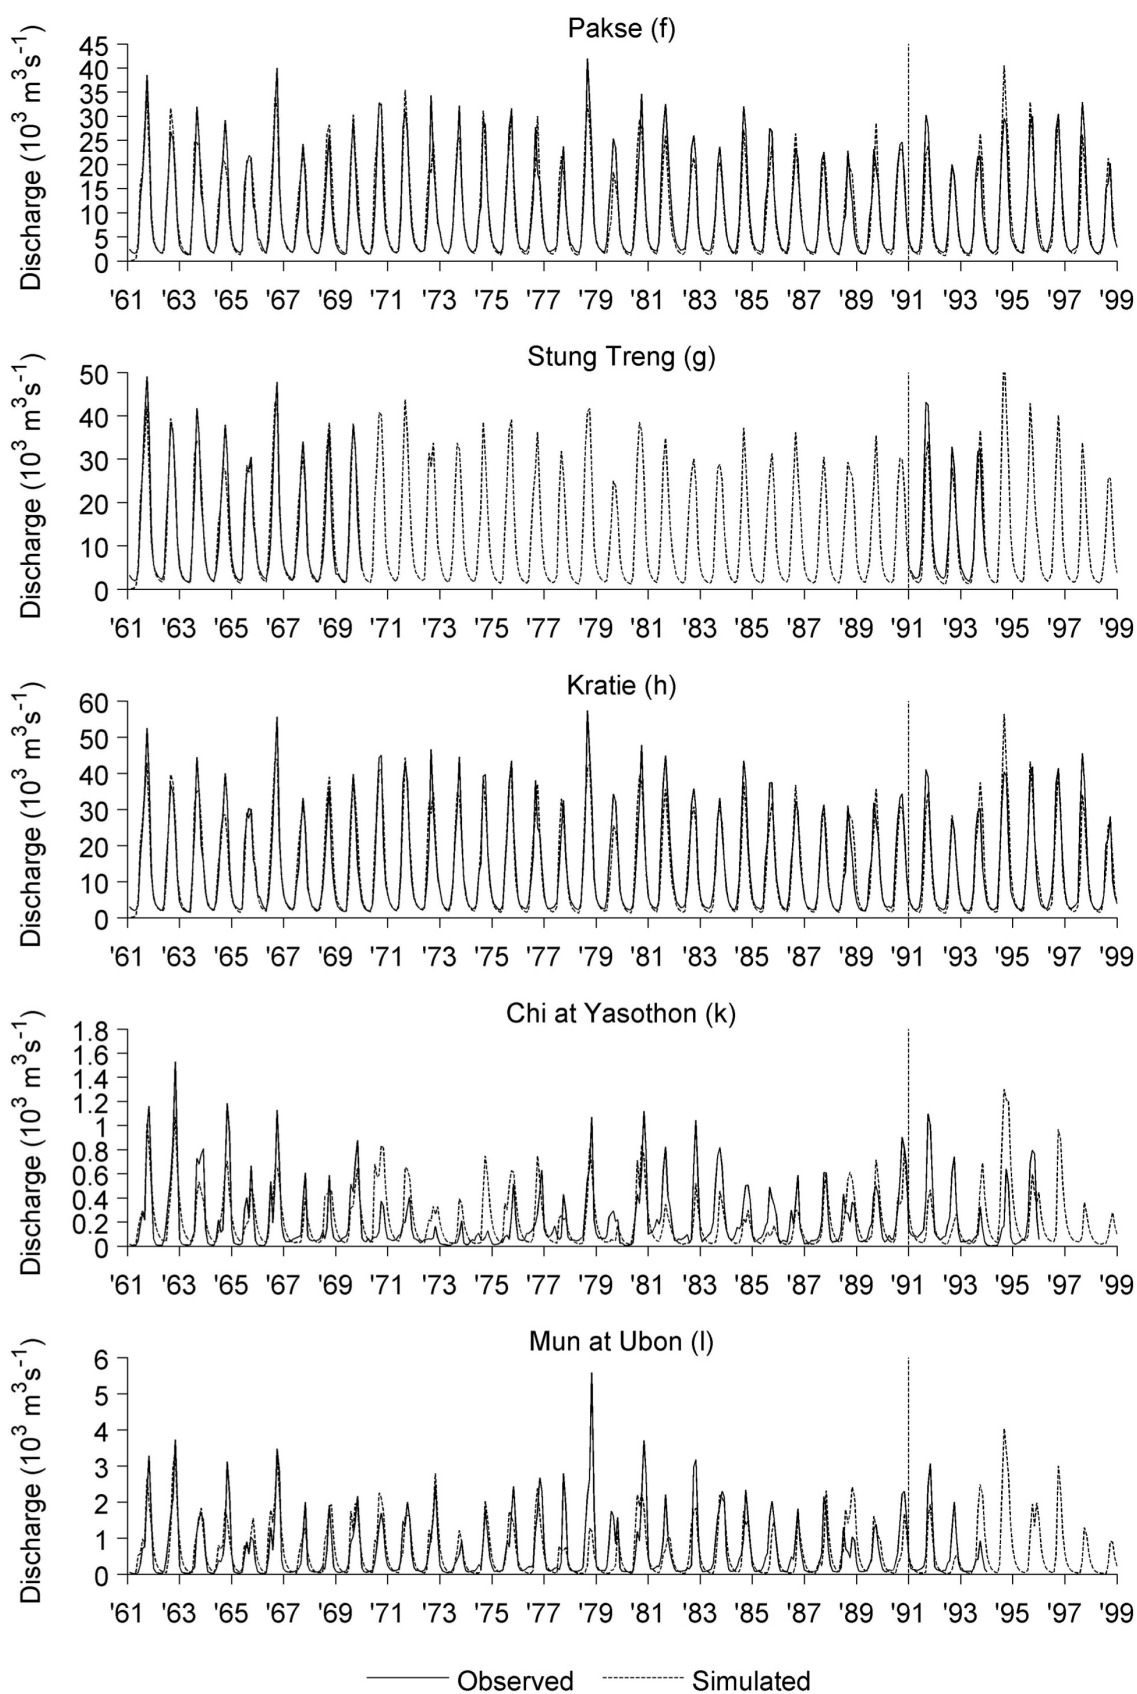 Pakse (f)
Discharge (10³ m³s⁻¹)
45
40
35
30
25
20
15
10
5
0
'61 '63 '65 '67 '69 '71 '73 '75 '77 '79 '81 '83 '85 '87 '89 '91 '93 '95 '97 '99
Stung Treng (g)
Discharge (10³ m³s⁻¹)
50
40
30
20
10
0
'61 '63 '65 '67 '69 '71 '73 '75 '77 '79 '81 '83 '85 '87 '89 '91 '93 '95 '97 '99
Kratie (h)
Discharge (10³ m³s⁻¹)
60
50
40
30
20
10
0
'61 '63 '65 '67 '69 '71 '73 '75 '77 '79 '81 '83 '85 '87 '89 '91 '93 '95 '97 '99
Chi at Yasothon (k)
Discharge (10³ m³s⁻¹)
1.8
1.6
1.4
1.2
1
0.8
0.6
0.4
0.2
0
'61 '63 '65 '67 '69 '71 '73 '75 '77 '79 '81 '83 '85 '87 '89 '91 '93 '95 '97 '99
Mun at Ubon (l)
Discharge (10³ m³s⁻¹)
6
5
4
3
2
1
0
'61 '63 '65 '67 '69 '71 '73 '75 '77 '79 '81 '83 '85 '87 '89 '91 '93 '95 '97 '99
Observed Simulated